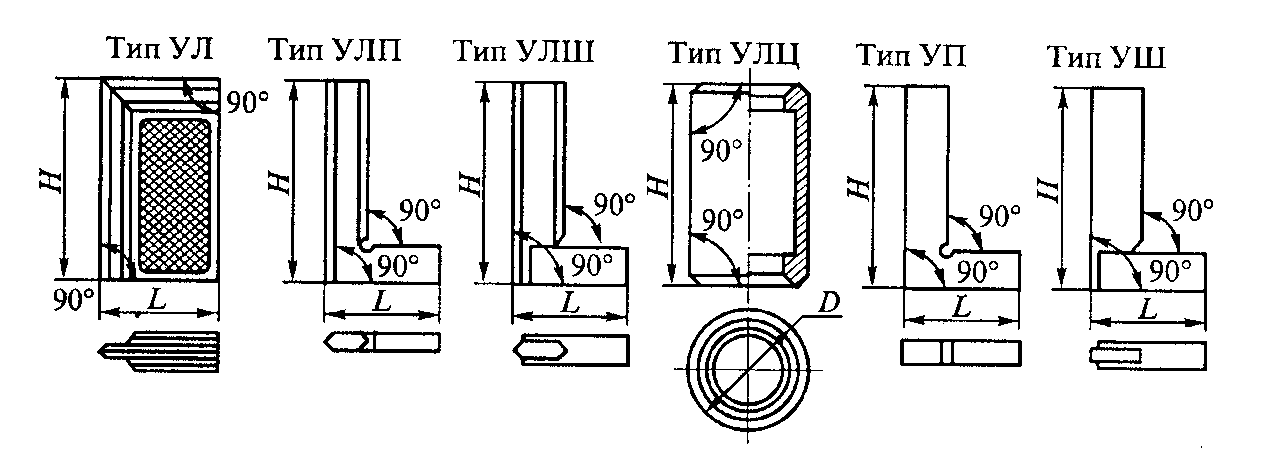 Тип УЛ Тип УЛП Тип УЛШ Тип УЛЦ Тип УП Тип УШ
90°
H H H H H H
90°
90° 90° 90° 90° 90°
90° 90° 90° 90°
90° L L L L L
D